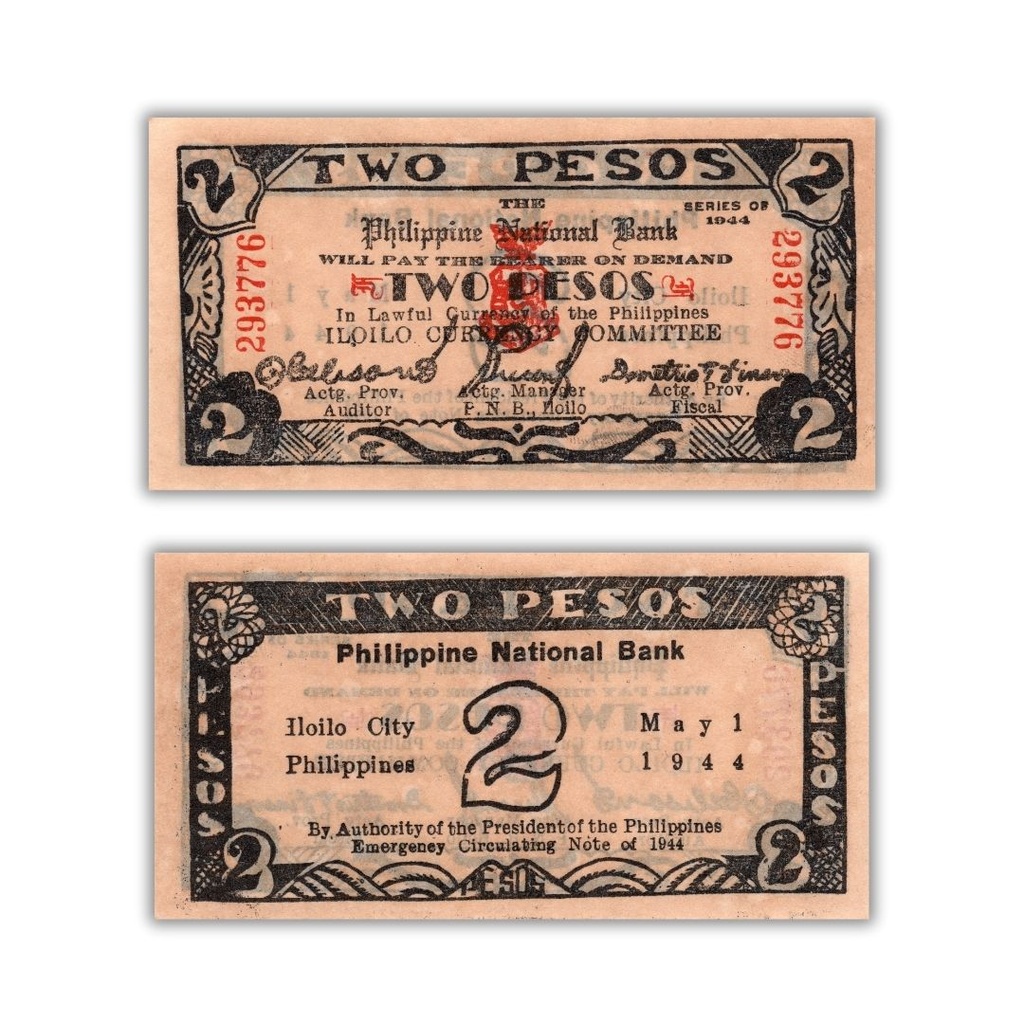 2 TWO PESOS 2
THE
SERIES OF
1944
Philippine National Bank
WILL PAY THE BEARER ON DEMAND
F TWO PESOS F
In Lawful Currency of the Philippines
ILOILO CURRENCY COMMITTEE
293776
293776
Actg. Prov. Actg. Manager Actg. Prov.
Auditor P. N. B., Iloilo Fiscal
2 2
2 TWO PESOS 2
Philippine National Bank
2
Iloilo City May 1
Philippines 1944
PISOS
PESOS
By Authority of the President of the Philippines
Emergency Circulating Note of 1944
2 PESOS 2